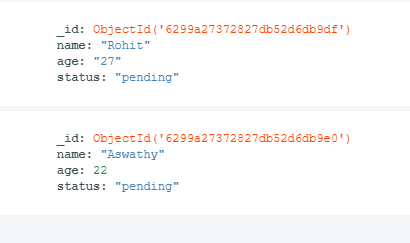 _id: ObjectId('6299a27372827db52d6db9df')
name: "Rohit"
age: "27"
status: "pending"
_id: ObjectId('6299a27372827db52d6db9e0')
name: "Aswathy"
age: 22
status: "pending"